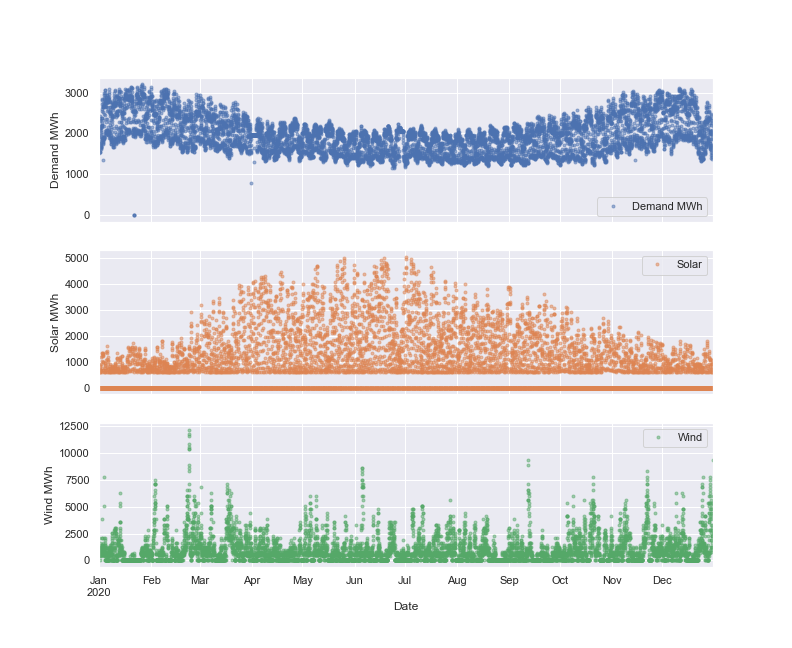 3000
2000
1000
0
Demand MWh
Demand MWh
5000
4000
3000
2000
1000
0
Solar MWh
Solar
12500
10000
7500
5000
2500
0
Wind MWh
Wind
Jan Feb Mar Apr May Jun Jul Aug Sep Oct Nov Dec
2020
Date